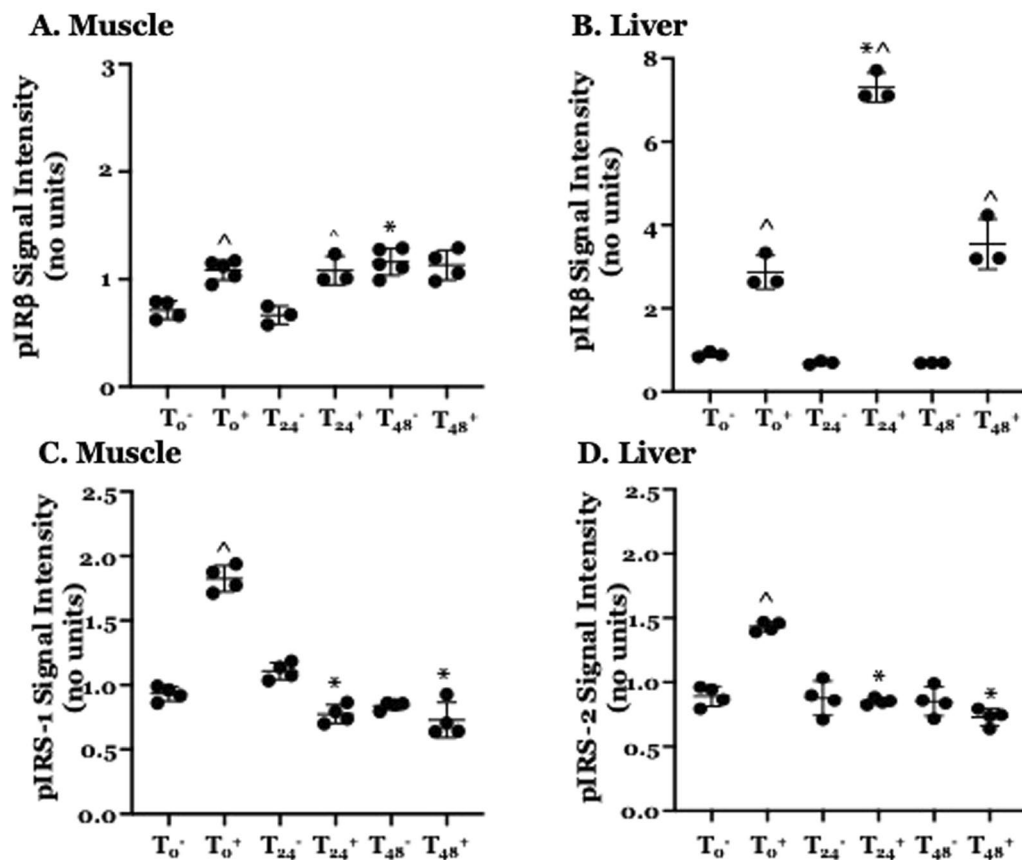 A. Muscle
pIRβ Signal Intensity
(no units)
3
2
1
0
^
^
*
T₀⁻ T₀⁺ T₂₄⁻ T₂₄⁺ T₄₈⁻ T₄₈⁺
B. Liver
pIRβ Signal Intensity
(no units)
8
6
4
2
0
^
*^
^
T₀⁻ T₀⁺ T₂₄⁻ T₂₄⁺ T₄₈⁻ T₄₈⁺
C. Muscle
pIRS-1 Signal Intensity
(no units)
2.5
2.0
1.5
1.0
0.5
0.0
^
*
*
T₀⁻ T₀⁺ T₂₄⁻ T₂₄⁺ T₄₈⁻ T₄₈⁺
D. Liver
pIRS-2 Signal Intensity
(no units)
2.5
2.0
1.5
1.0
0.5
0.0
^
*
*
T₀⁻ T₀⁺ T₂₄⁻ T₂₄⁺ T₄₈⁻ T₄₈⁺